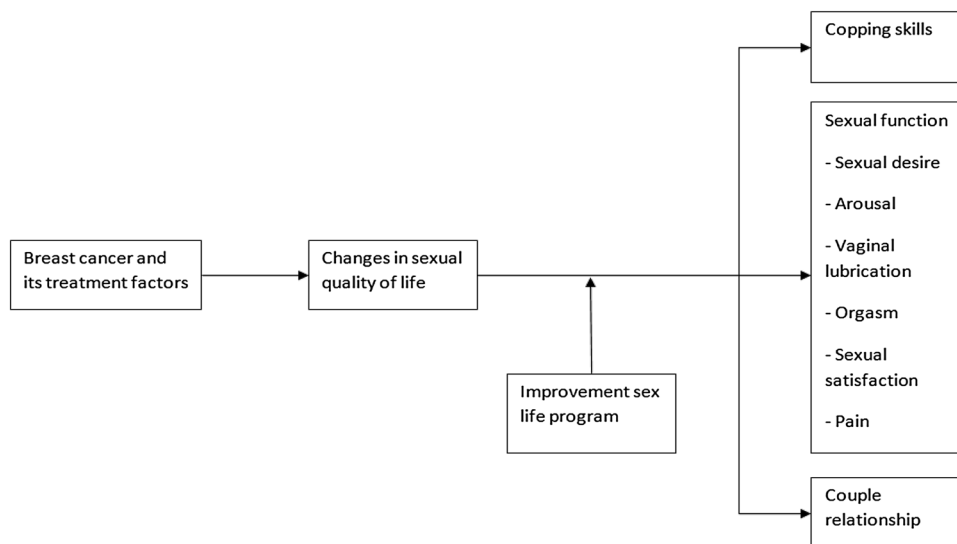 Breast cancer and
its treatment factors
Changes in sexual
quality of life
Improvement sex
life program
Copping skills
Sexual function
- Sexual desire
- Arousal
- Vaginal
lubrication
- Orgasm
- Sexual
satisfaction
- Pain
Couple
relationship